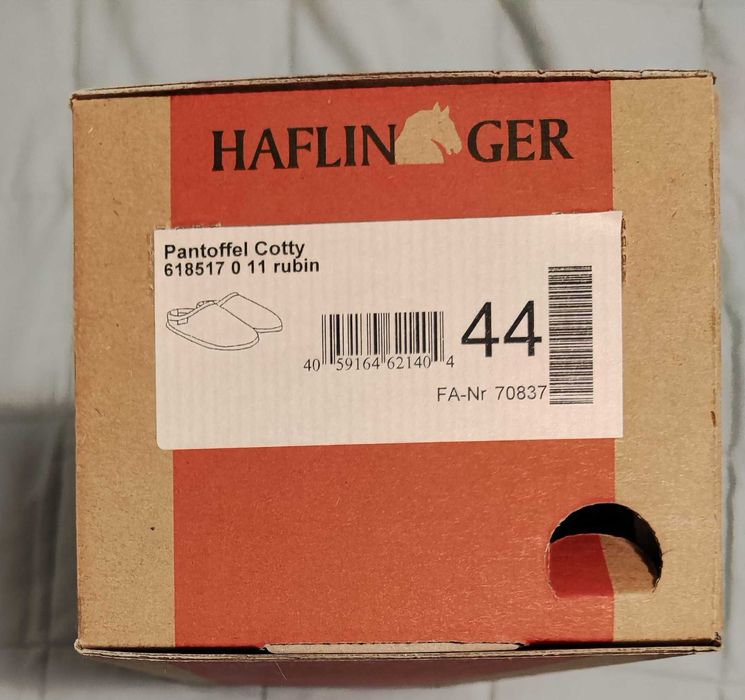 HAFLINGER
Pantoffel Cotty
618517 0 11 rubin
44
40 59164 62140 4
FA-Nr 70837